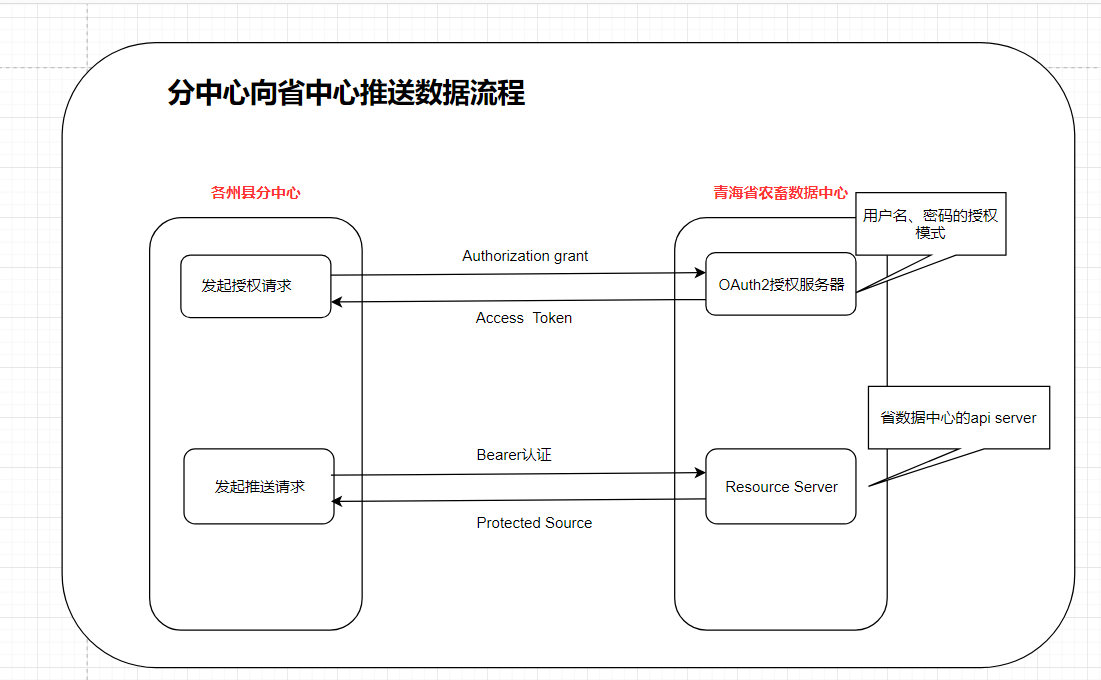 分中心向省中心推送数据流程
各州县分中心
青海省农畜数据中心
用户名、密码的授权
模式
发起授权请求
Authorization grant
OAuth2授权服务器
Access Token
省数据中心的api server
发起推送请求
Bearer认证
Resource Server
Protected Source